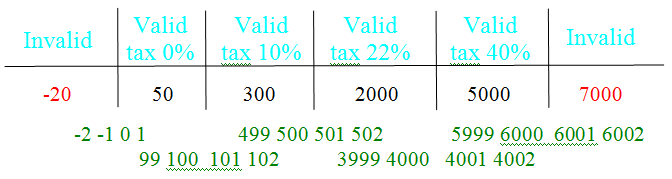 Invalid Valid tax 0% Valid tax 10% Valid tax 22% Valid tax 40% Invalid
-20 50 300 2000 5000 7000
-2 -1 0 1 499 500 501 502 5999 6000 6001 6002
99 100 101 102 3999 4000 4001 4002